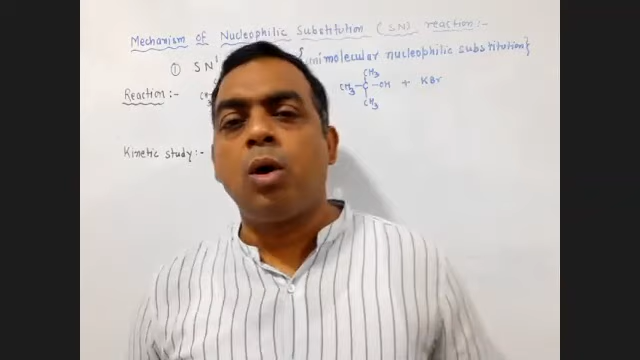 Mechanism of Nucleophilic Substitution (SN) reaction :-
① SN¹ {unimolecular nucleophilic substitution}
CH₃
Reaction :- CH₃-C-OH + KBr
CH₃
Kinetic study :-